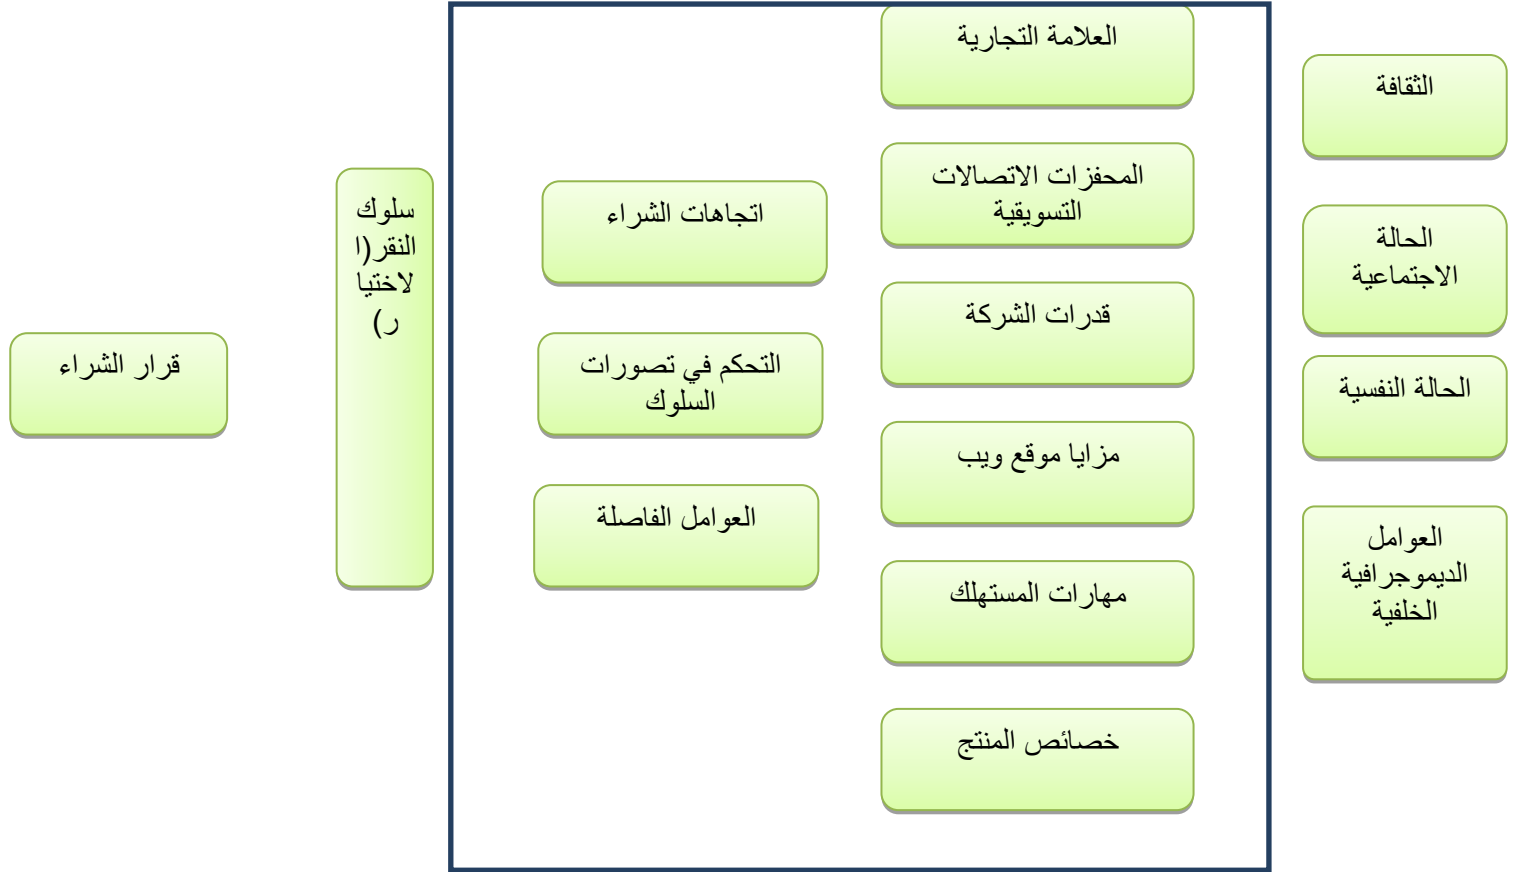 الثقافة
الحالة
الاجتماعية
الحالة النفسية
العوامل
الديموجرافية
الخلفية
العلامة التجارية
المحفزات الاتصالات
التسويقية
قدرات الشركة
مزايا موقع ويب
مهارات المستهلك
خصائص المنتج
اتجاهات الشراء
التحكم في تصورات
السلوك
العوامل الفاصلة
سلوك
النقر(ا
لاختيا
ر)
قرار الشراء